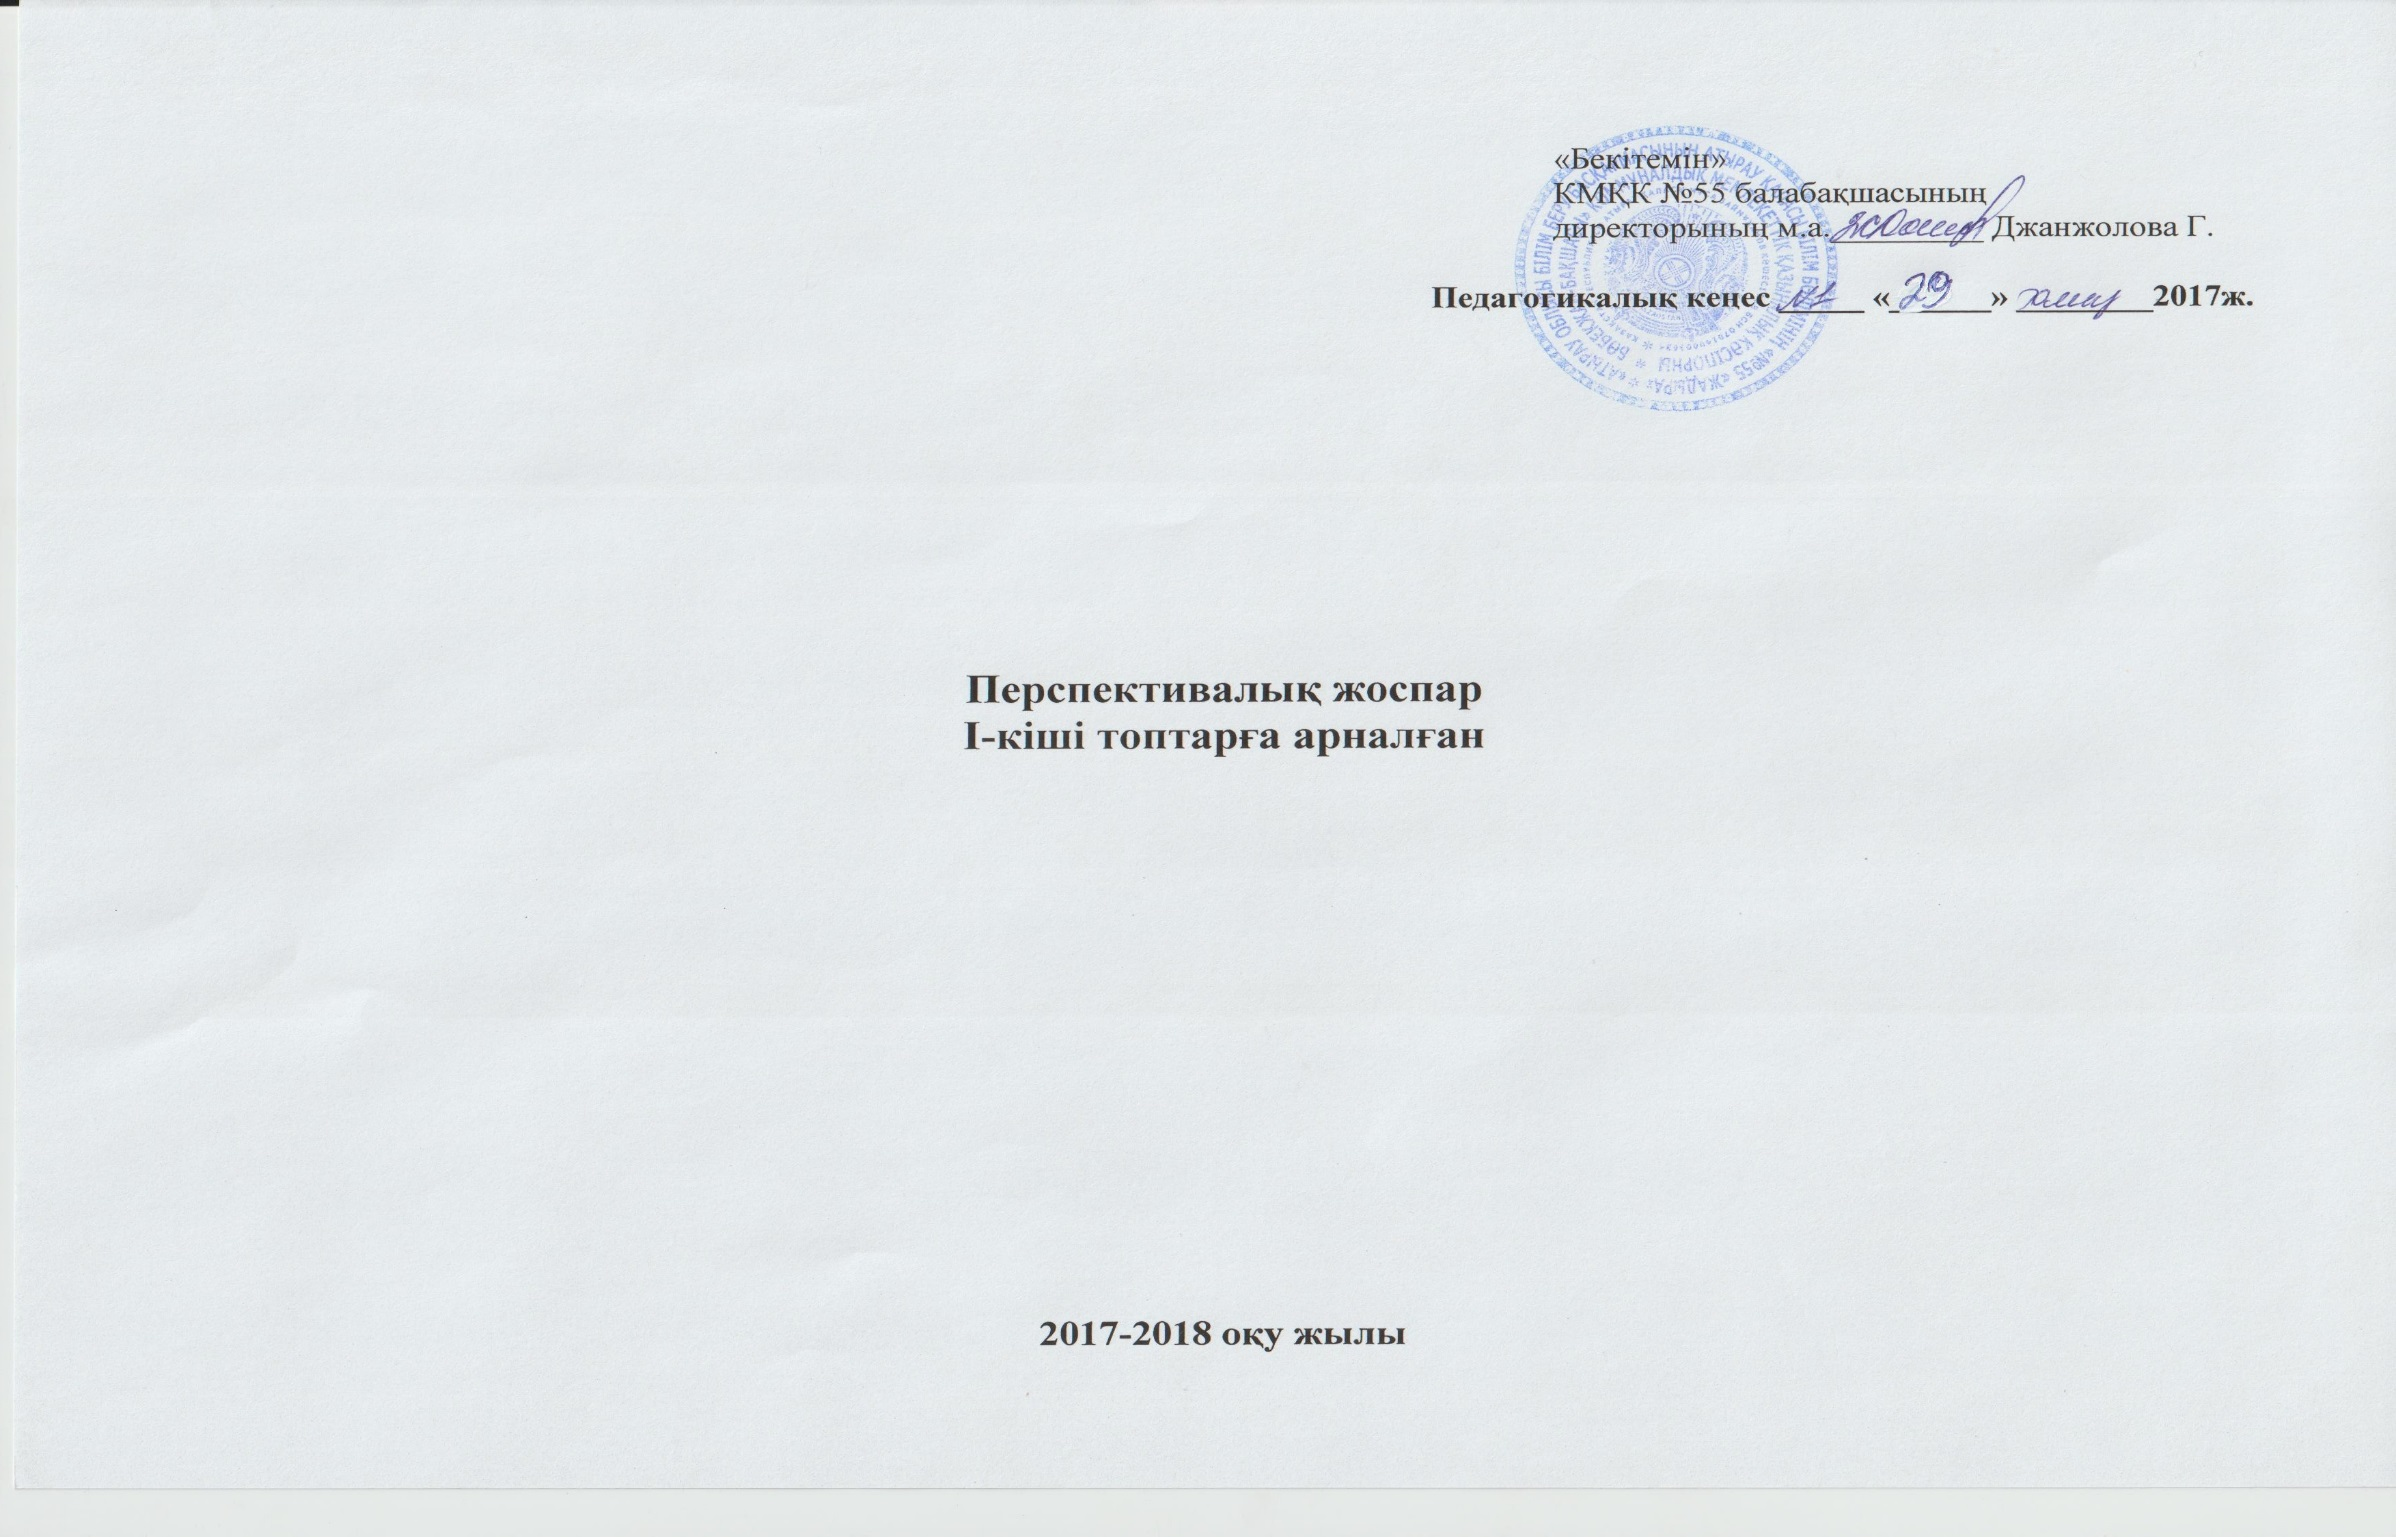 «Бекітемін»
КМҚК №55 балабақшасының
директорының м.а. Джанжолова Г.
Педагогикалық кеңес №1 «29» 2017ж.
Перспективалық жоспар
І-кіші топтарға арналған
2017-2018 оқу жылы